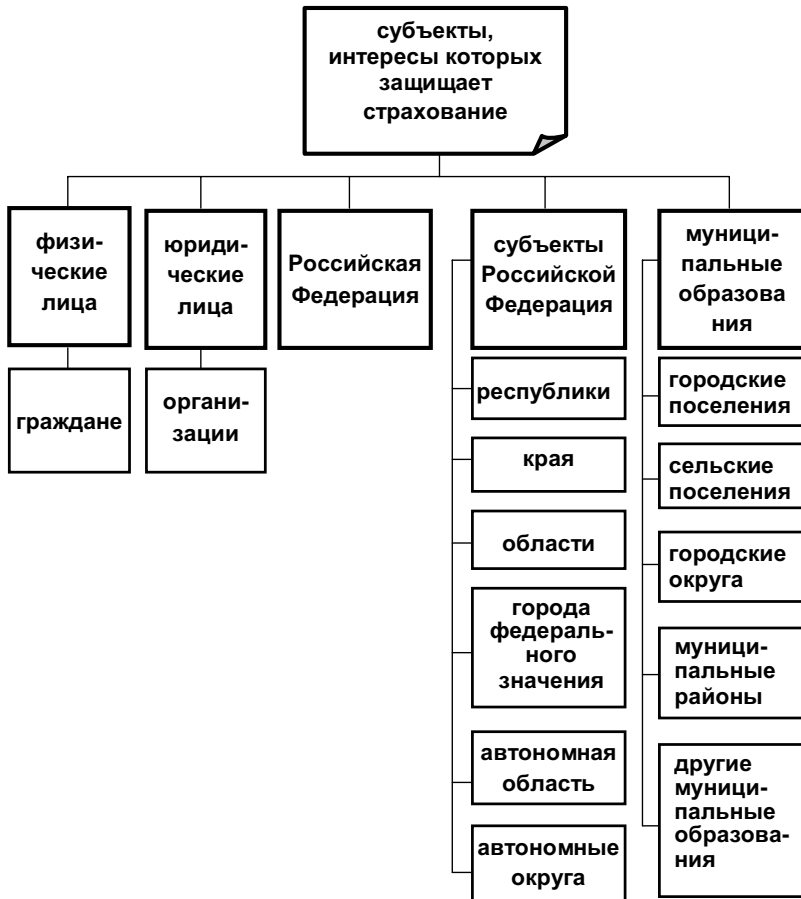 субъекты,
интересы которых
защищает
страхование
физи-
ческие
лица
юриди-
ческие
лица
Российская
Федерация
субъекты
Российской
Федерация
муници-
пальные
образова
ния
граждане
органи-
зации
республики
края
области
города
федераль-
ного
значения
автономная
область
автономные
округа
городские
поселения
сельские
поселения
городские
округа
муници-
пальные
районы
другие
муници-
пальные
образова-
ния